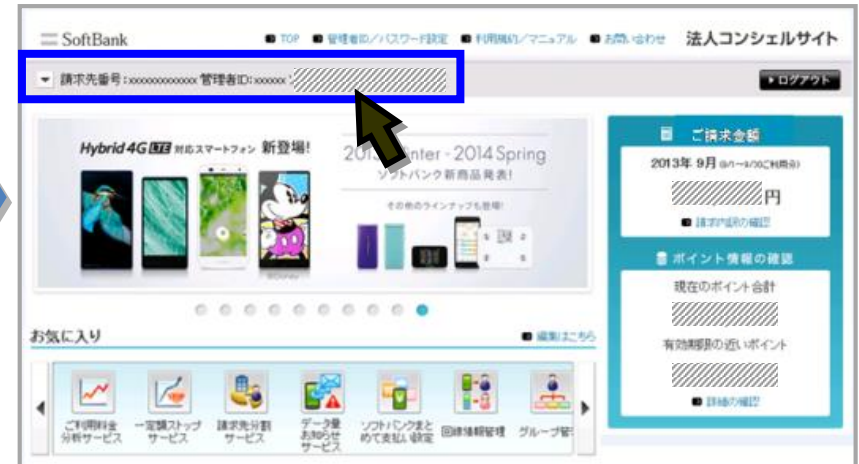 SoftBank
TOP 管理者ID/パスワード設定 利用規約/マニュアル お問い合わせ 法人コンシェルサイト
請求先番号:xxxxxxxxxxxxx 管理者ID:xxxxxx
ログアウト
Hybrid 4G LTE 対応スマートフォン 新登場!
2014 Spring
ソフトバンク新商品発表!
その他のラインナップも登場!
©Disney
ご請求金額
2013年 9月
円
請求内訳の確認
ポイント情報の確認
現在のポイント合計
有効期限の近いポイント
詳細の確認
お気に入り
編集はこちら
ご利用料金
分析サービス
一定額ストップ
サービス
請求先分割
サービス
データ量
お知らせ
サービス
ソフトバンクまと
めて支払い設定
回線情報管理
グループ管